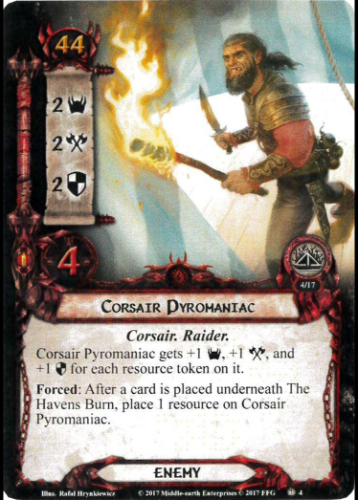 44
2
2
2
4
4/17
Corsair Pyromaniac
Corsair. Raider.
Corsair Pyromaniac gets +1 , +1 , and
+1 for each resource token on it.
Forced: After a card is placed underneath The
Havens Burn, place 1 resource on Corsair
Pyromaniac.
ENEMY
Illus. Rafał Hrynkiewicz © 2017 Middle-earth Enterprises © 2017 FFG 4